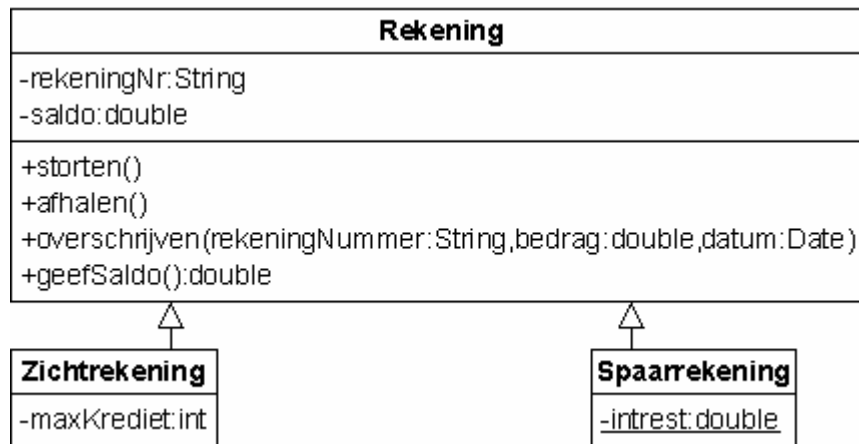 Rekening
-rekeningNr:String
-saldo:double
+storten()
+afhalen()
+overschrijven(rekeningNummer:String,bedrag:double,datum:Date)
+geefSaldo():double
Zichtrekening
-maxKrediet:int
Spaarrekening
-intrest:double